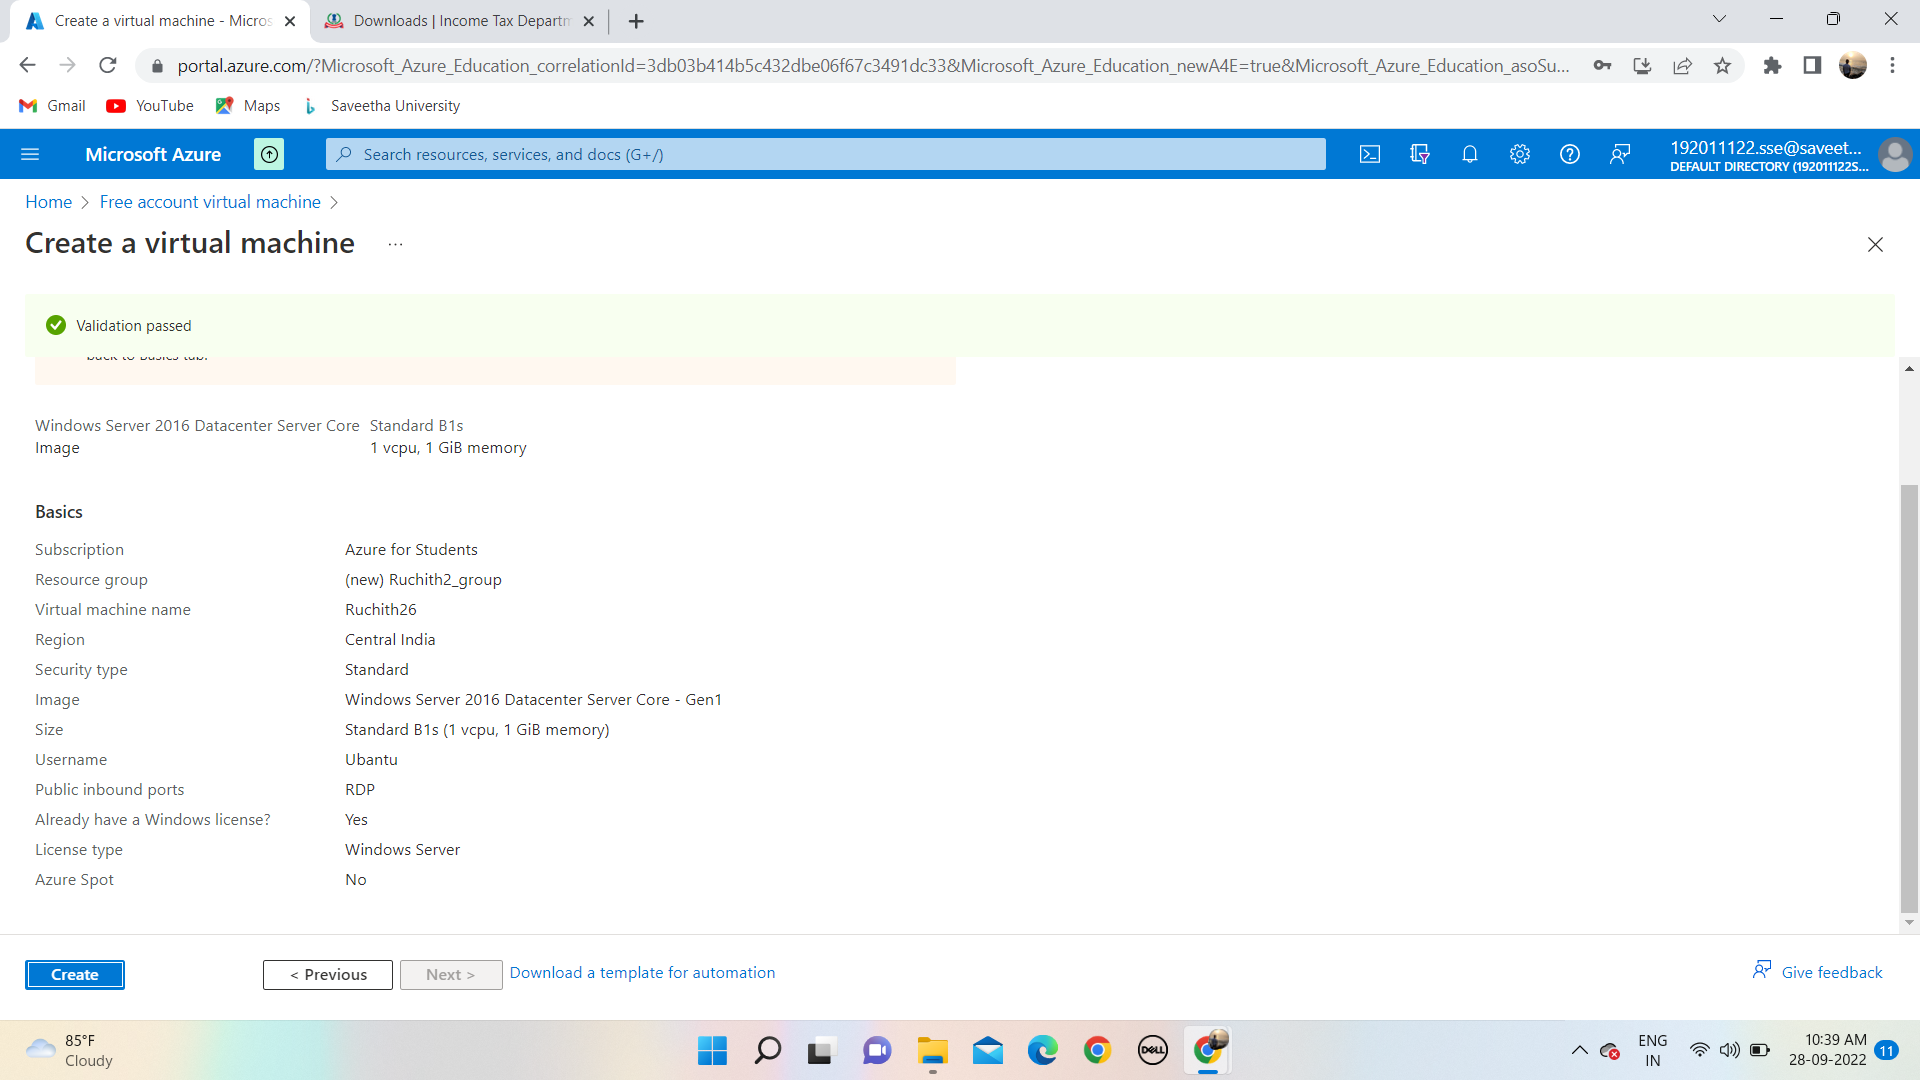 Create a virtual machine - Micros
Downloads | Income Tax Departm
portal.azure.com/?Microsoft_Azure_Education_correlationId=3db03b414b5c432dbe06f67c3491dc33&Microsoft_Azure_Education_newA4E=true&Microsoft_Azure_Education_asoSu...
Gmail
YouTube
Maps
Saveetha University
Microsoft Azure
Search resources, services, and docs (G+/)
192011122.sse@saveet...
DEFAULT DIRECTORY (192011122S...
Home > Free account virtual machine >
Create a virtual machine ...
Validation passed
back to Basics tab.
Windows Server 2016 Datacenter Server Core Standard B1s
Image 1 vcpu, 1 GiB memory
Basics
Subscription Azure for Students
Resource group (new) Ruchith2_group
Virtual machine name Ruchith26
Region Central India
Security type Standard
Image Windows Server 2016 Datacenter Server Core - Gen1
Size Standard B1s (1 vcpu, 1 GiB memory)
Username Ubantu
Public inbound ports RDP
Already have a Windows license? Yes
License type Windows Server
Azure Spot No
Create
< Previous
Next >
Download a template for automation
Give feedback
85°F
Cloudy
DELL
ENG
IN
10:39 AM
28-09-2022
11